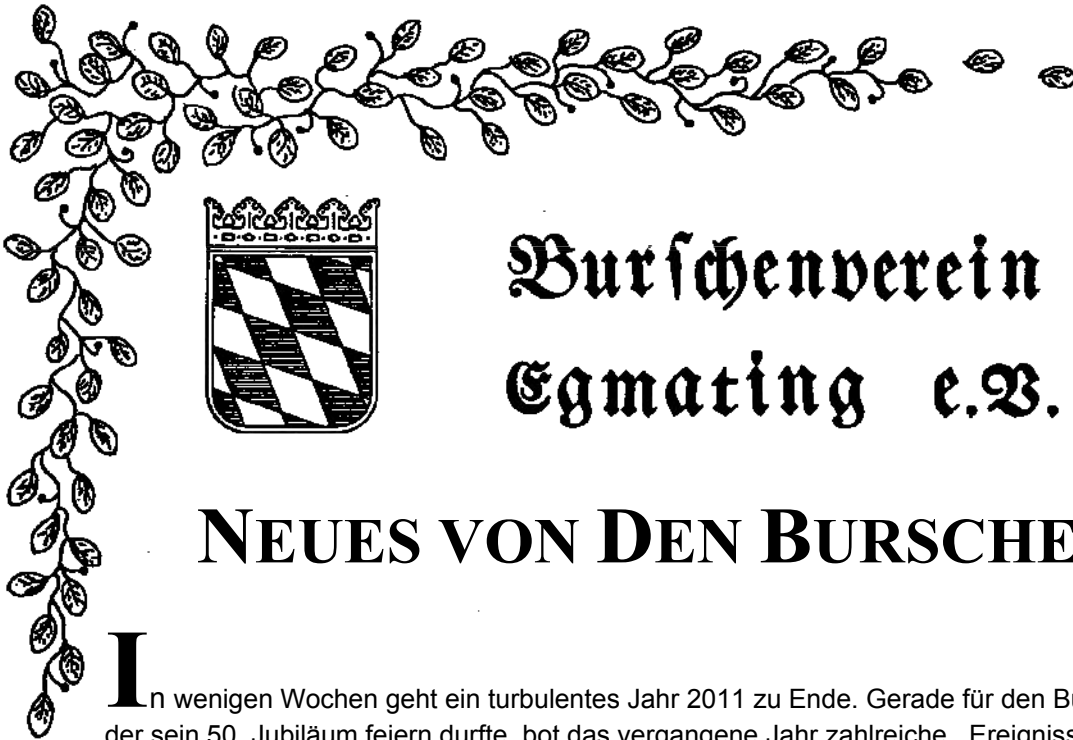 Burschenverein
Egmating e.V.
NEUES VON DEN BURSCHE
In wenigen Wochen geht ein turbulentes Jahr 2011 zu Ende. Gerade für den Bu
der sein 50. Jubiläum feiern durfte, bot das vergangene Jahr zahlreiche Ereigniss